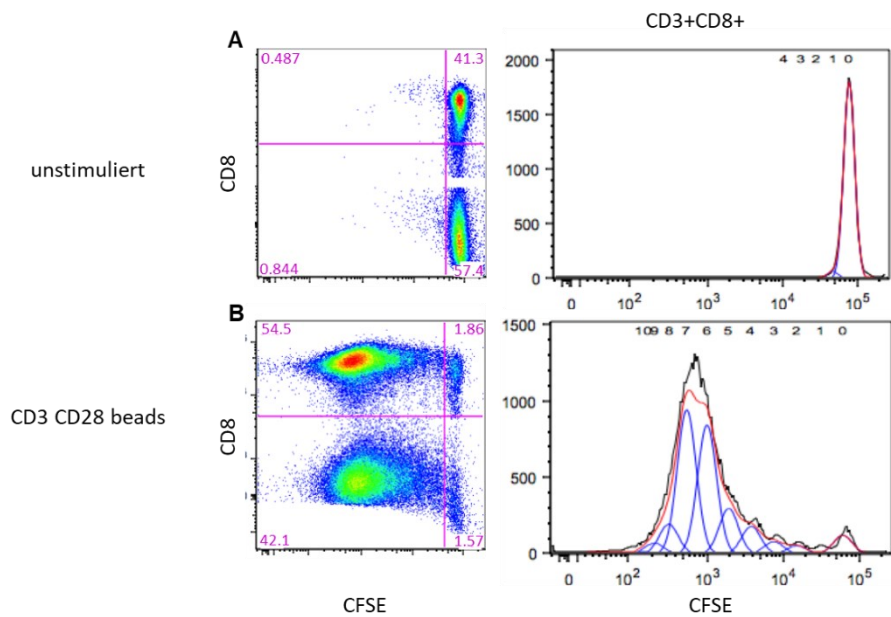 CD3+CD8+
A
0.487 41.3
0.844 57.4
CD8
unstimuliert
4 3 2 1 0
2000
1500
1000
500
0
0 10² 10³ 10⁴ 10⁵
B
54.5 1.86
42.1 1.57
CD8
CD3 CD28 beads
CFSE
10 9 8 7 6 5 4 3 2 1 0
1500
1000
500
0
0 10² 10³ 10⁴ 10⁵
CFSE